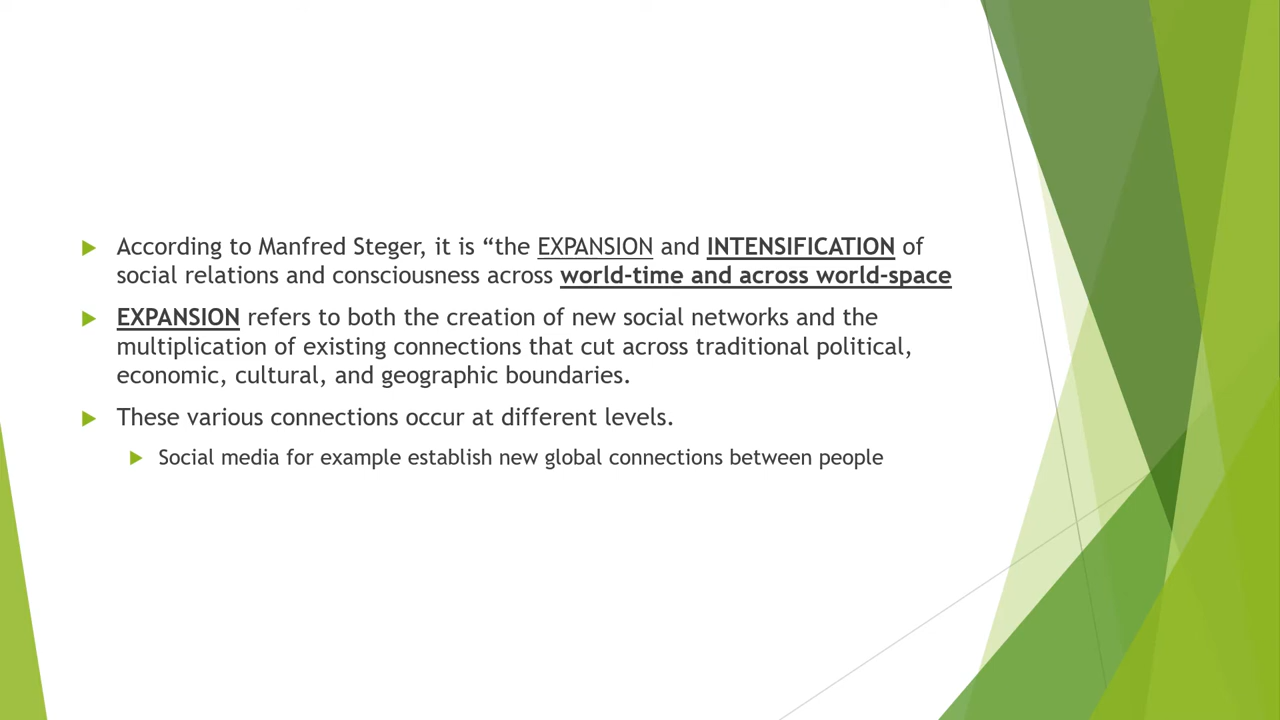 According to Manfred Steger, it is “the EXPANSION and INTENSIFICATION of
social relations and consciousness across world-time and across world-space
EXPANSION refers to both the creation of new social networks and the
multiplication of existing connections that cut across traditional political,
economic, cultural, and geographic boundaries.
These various connections occur at different levels.
Social media for example establish new global connections between people